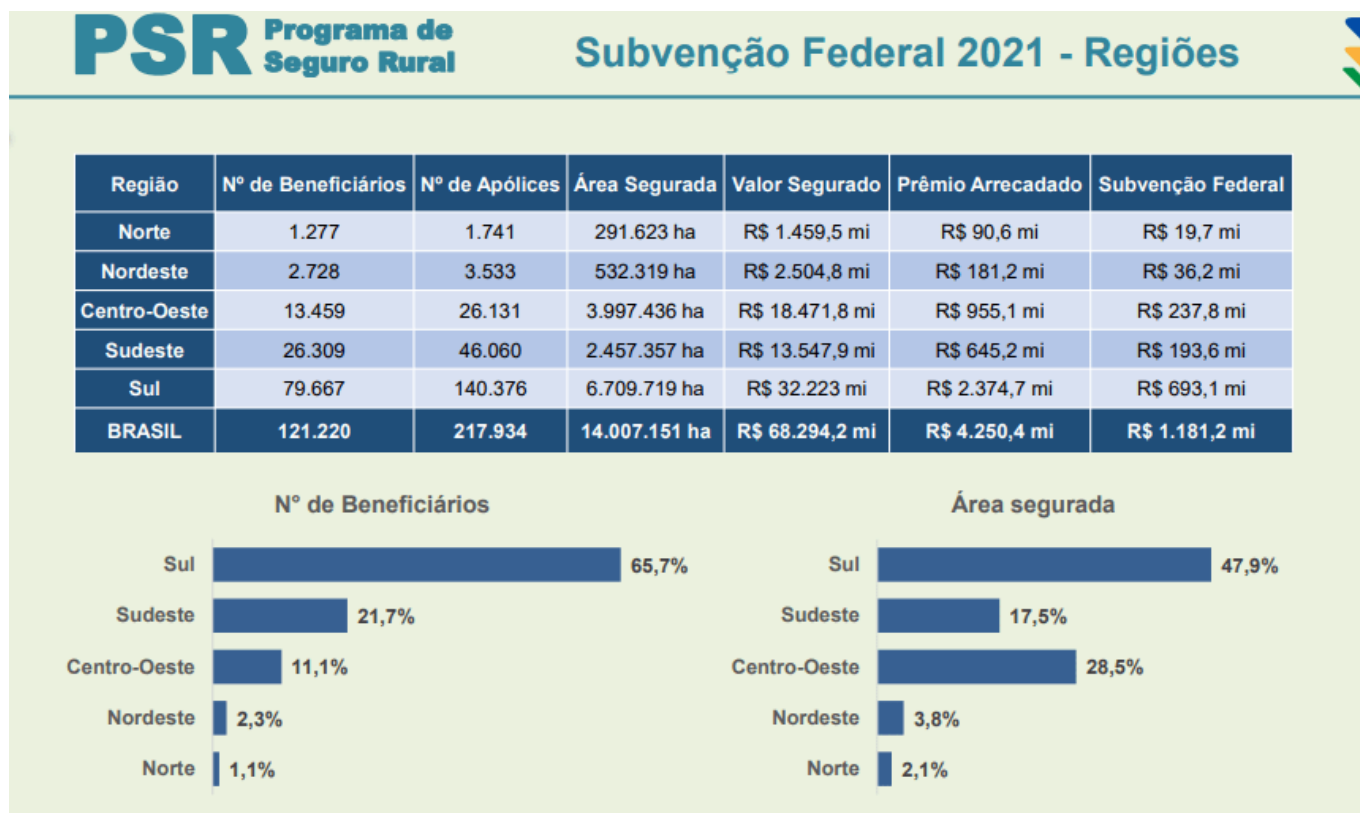 PSR Programa de
Seguro Rural
Subvenção Federal 2021 - Regiões
Região Nº de Beneficiários Nº de Apólices Área Segurada Valor Segurado Prêmio Arrecadado Subvenção Federal
Norte 1.277 1.741 291.623 ha R$ 1.459,5 mi R$ 90,6 mi R$ 19,7 mi
Nordeste 2.728 3.533 532.319 ha R$ 2.504,8 mi R$ 181,2 mi R$ 36,2 mi
Centro-Oeste 13.459 26.131 3.997.436 ha R$ 18.471,8 mi R$ 955,1 mi R$ 237,8 mi
Sudeste 26.309 46.060 2.457.357 ha R$ 13.547,9 mi R$ 645,2 mi R$ 193,6 mi
Sul 79.667 140.376 6.709.719 ha R$ 32.223 mi R$ 2.374,7 mi R$ 693,1 mi
BRASIL 121.220 217.934 14.007.151 ha R$ 68.294,2 mi R$ 4.250,4 mi R$ 1.181,2 mi
N° de Beneficiários
Sul 65,7%
Sudeste 21,7%
Centro-Oeste 11,1%
Nordeste 2,3%
Norte 1,1%
Área segurada
Sul 47,9%
Sudeste 17,5%
Centro-Oeste 28,5%
Nordeste 3,8%
Norte 2,1%